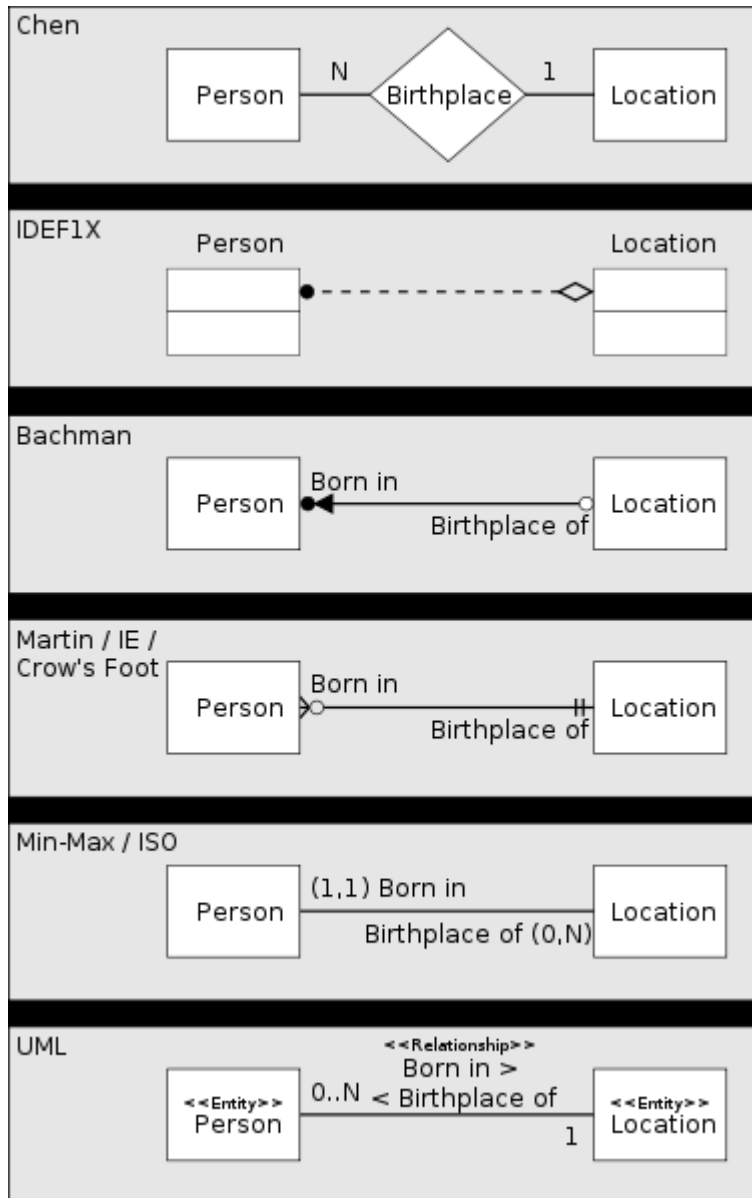 Chen
Person
N
Birthplace
1
Location
IDEF1X
Person
Location
Bachman
Person
Born in
Birthplace of
Location
Martin / IE /
Crow's Foot
Person
Born in
Birthplace of
Location
Min-Max / ISO
Person
(1,1) Born in
Birthplace of (0,N)
Location
UML
<<Entity>>
Person
0..N
<<Relationship>>
Born in >
< Birthplace of
1
<<Entity>>
Location